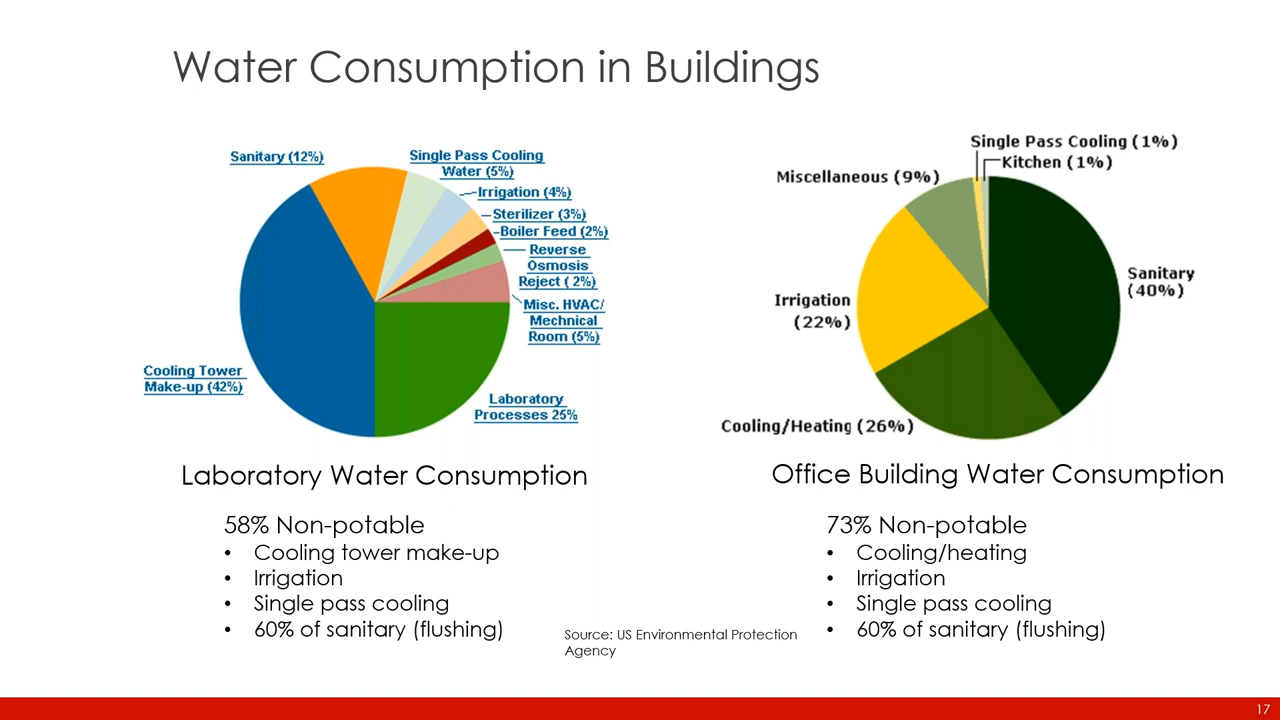 Water Consumption in Buildings
Sanitary (12%)
Single Pass Cooling
Water (5%)
Irrigation (4%)
Sterilizer (3%)
Boiler Feed (2%)
Reverse
Osmosis
Reject ( 2%)
Misc. HVAC/
Mechnical
Room (5%)
Cooling Tower
Make-up (42%)
Laboratory
Processes 25%
Laboratory Water Consumption
58% Non-potable
• Cooling tower make-up
• Irrigation
• Single pass cooling
• 60% of sanitary (flushing)
Single Pass Cooling (1%)
Kitchen (1%)
Miscellaneous (9%)
Sanitary
(40%)
Irrigation
(22%)
Cooling/Heating (26%)
Office Building Water Consumption
73% Non-potable
• Cooling/heating
• Irrigation
• Single pass cooling
• 60% of sanitary (flushing)
Source: US Environmental Protection
Agency
17